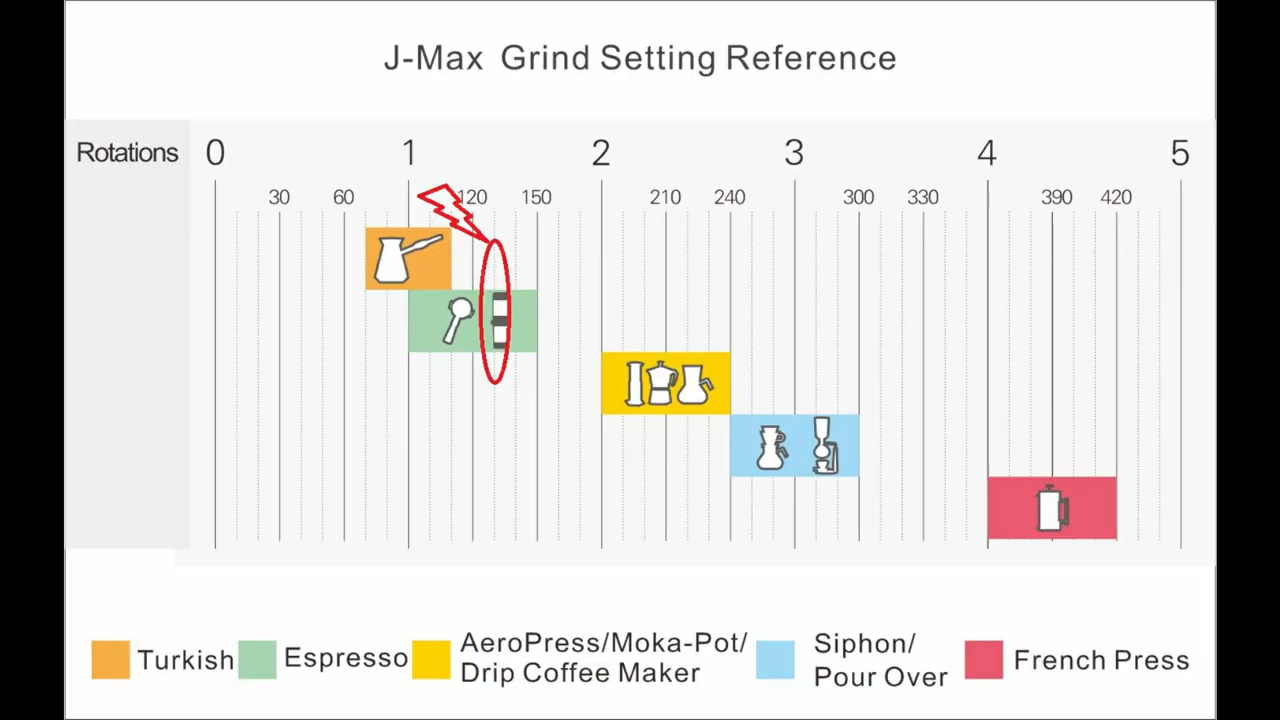 J-Max Grind Setting Reference
Rotations 0 1 2 3 4 5
30 60 120 150 210 240 300 330 390 420
Turkish
Espresso
AeroPress/Moka-Pot/
Drip Coffee Maker
Siphon/
Pour Over
French Press